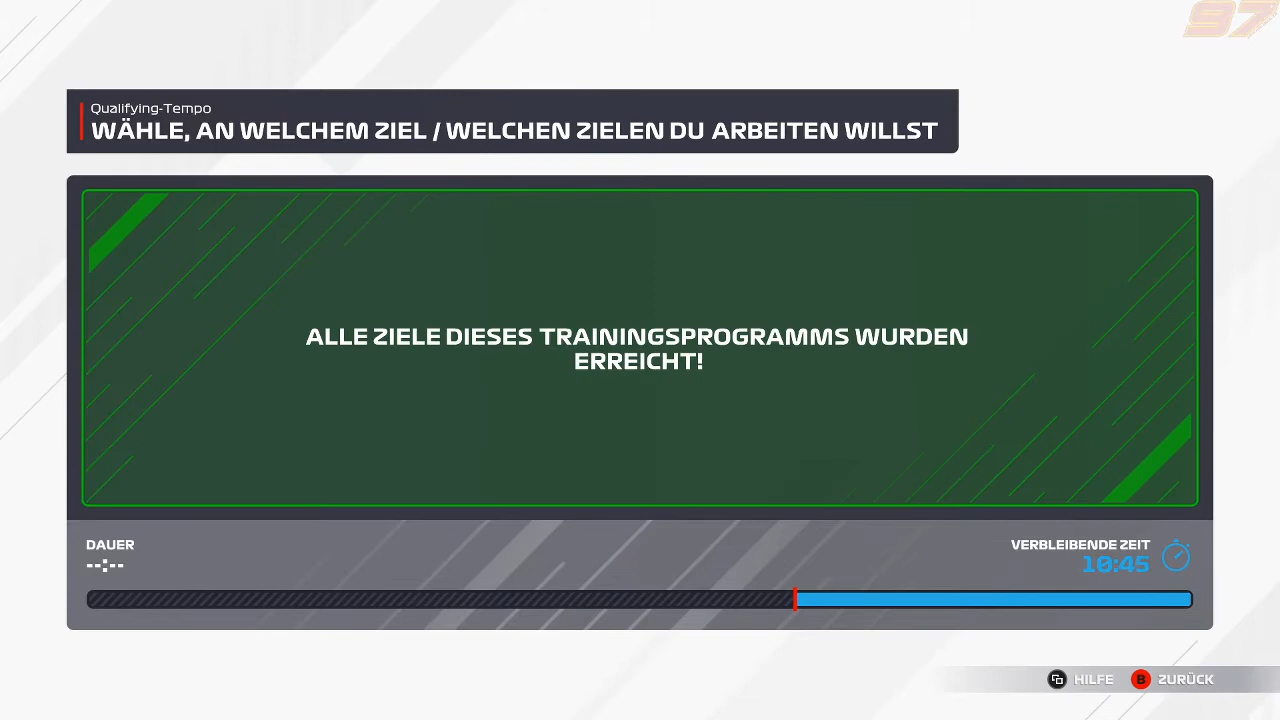 97
Qualifying-Tempo
WÄHLE, AN WELCHEM ZIEL / WELCHEN ZIELEN DU ARBEITEN WILLST
ALLE ZIELE DIESES TRAININGSPROGRAMMS WURDEN
ERREICHT!
DAUER
--:--
VERBLEIBENDE ZEIT
10:45
HILFE B ZURÜCK